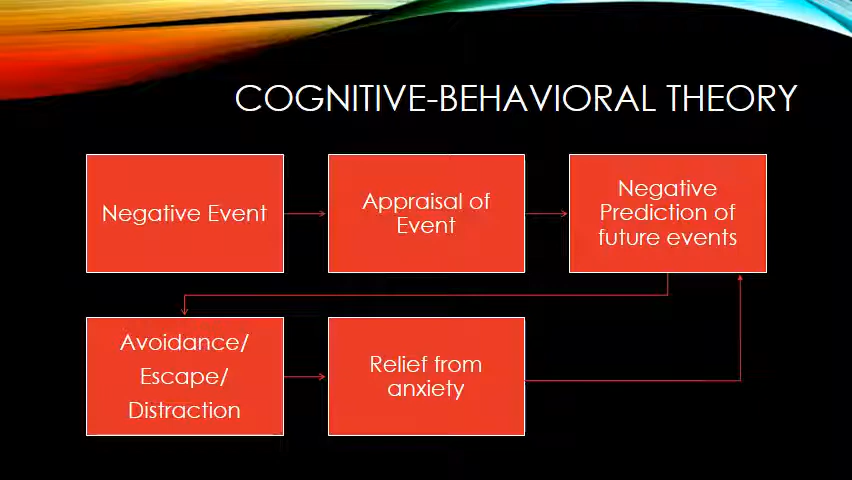 COGNITIVE-BEHAVIORAL THEORY
Negative Event
Appraisal of
Event
Negative
Prediction of
future events
Avoidance/
Escape/
Distraction
Relief from
anxiety